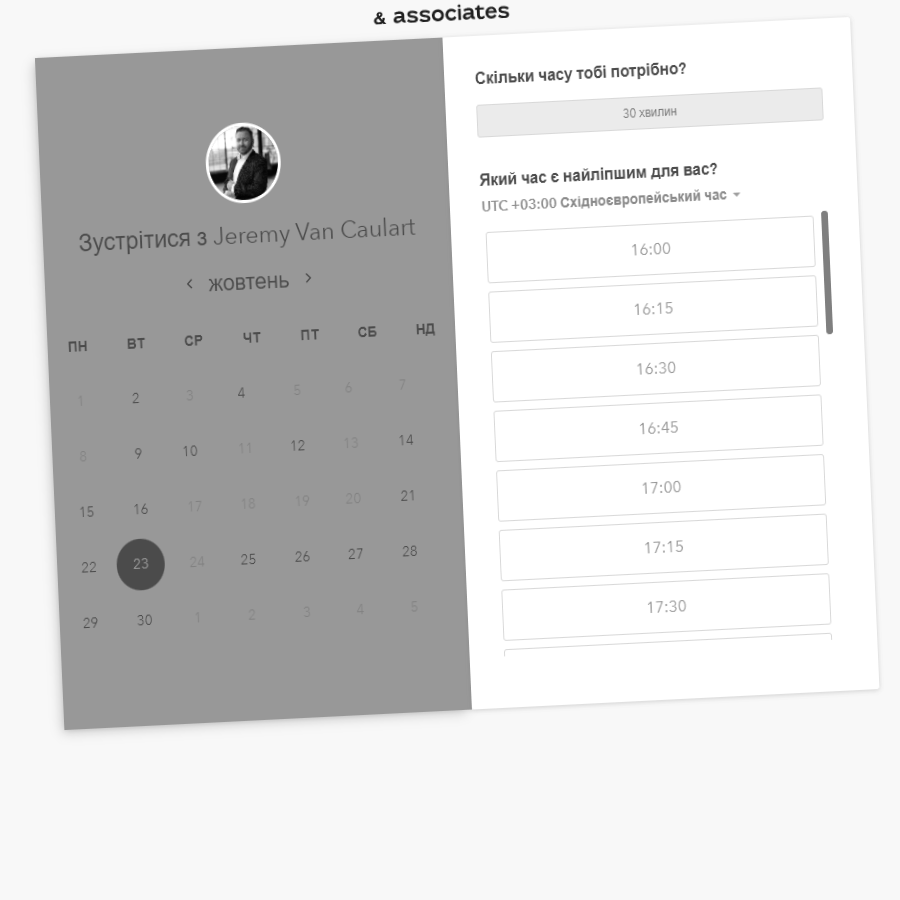 & associates
Зустрітися з Jeremy Van Caulart
жовтень
ПН ВТ СР ЧТ ПТ СБ НД
1 2 3 4 5 6 7
8 9 10 11 12 13 14
15 16 17 18 19 20 21
22 23 24 25 26 27 28
29 30 1 2 3 4 5
Скільки часу тобі потрібно?
30 хвилин
Який час є найліпшим для вас?
UTC +03:00 Східноєвропейський час
16:00
16:15
16:30
16:45
17:00
17:15
17:30